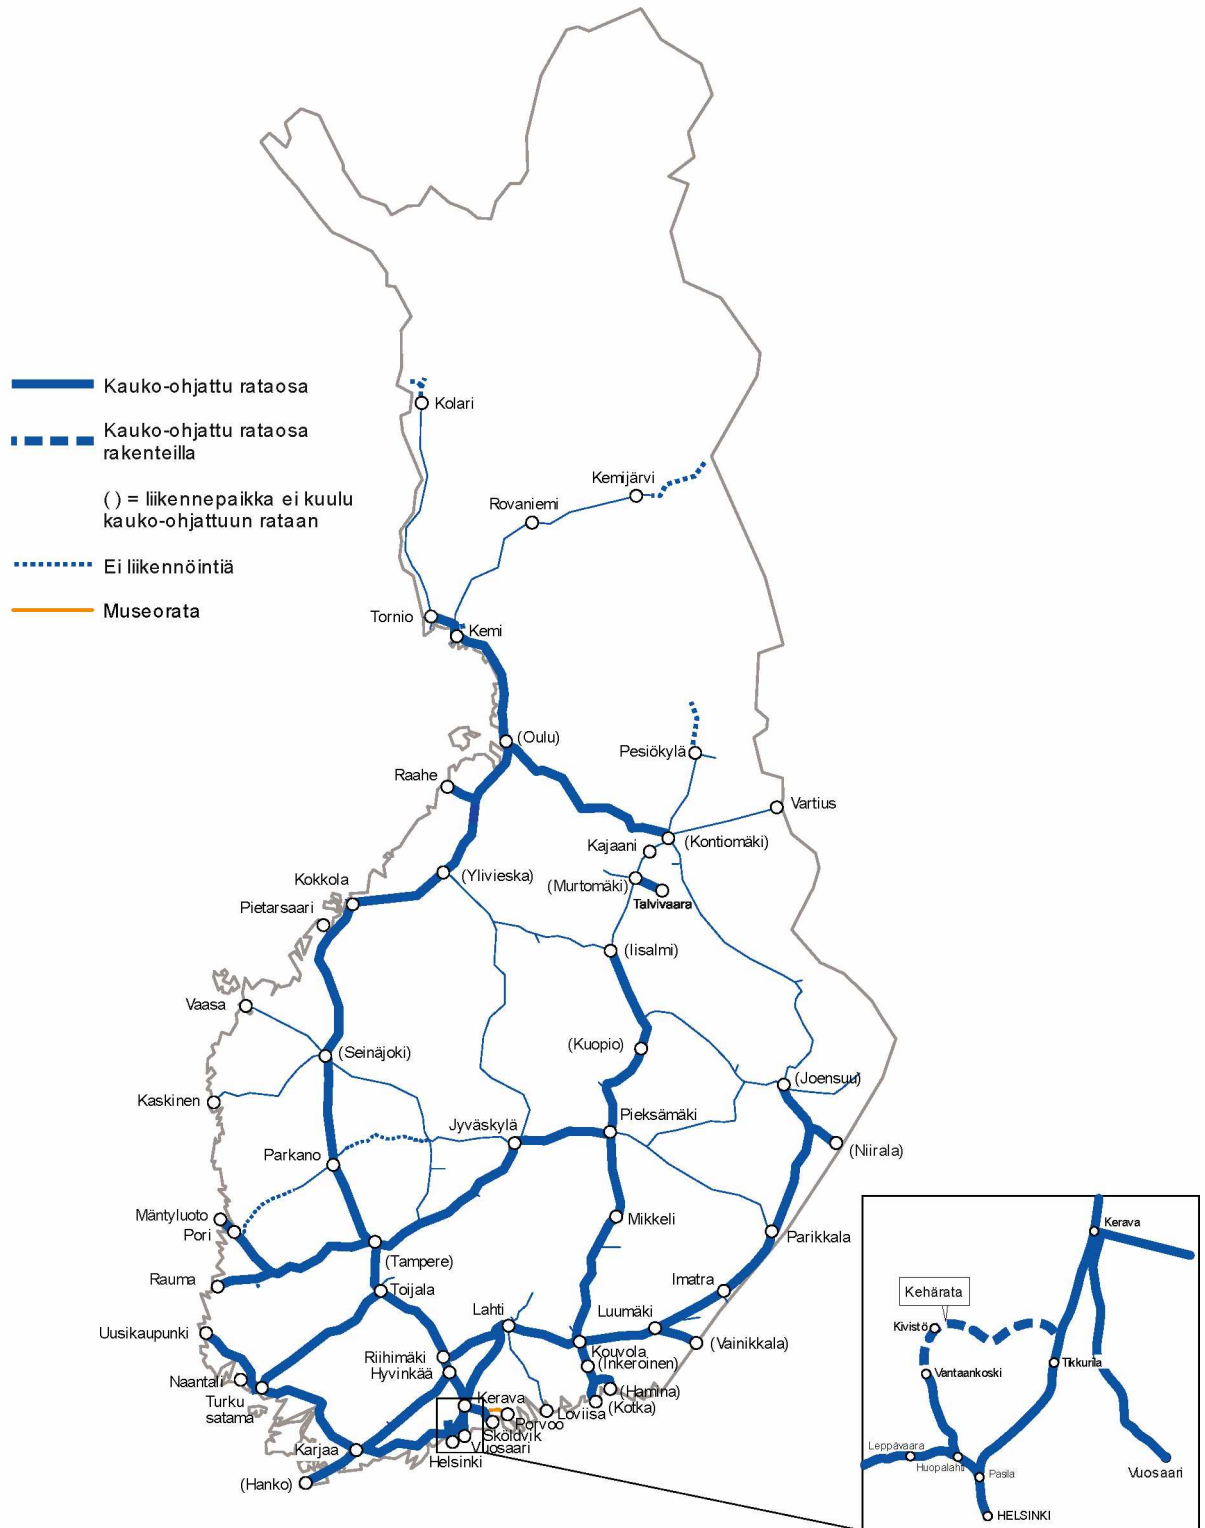 Kauko-ohjattu rataosa
Kauko-ohjattu rataosa
rakenteilla
( ) = liikennepaikka ei kuulu
kauko-ohjattuun rataan
Ei liikennöintiä
Museorata
Kolari
Kemijärvi
Rovaniemi
Tornio
Kemi
(Oulu)
Pesiökylä
Raahe
Vartius
Kajaani
(Kontiomäki)
(Ylivieska)
Kokkola
(Murtomäki)
Talvivaara
Pietarsaari
(Iisalmi)
Vaasa
(Seinäjoki)
(Kuopio)
(Joensuu)
Kaskinen
Jyväskylä
Pieksämäki
Parkano
(Niirala)
Mäntyluoto
Pori
Mikkeli
Parikkala
(Tampere)
Rauma
Toijala
Imatra
Lahti
Luumäki
Uusikaupunki
(Vainikkala)
Kouvola
Riihimäki
Hyvinkää
(Inkeroinen)
Naantali
Turku
satama
(Hamina)
Kerava
(Kotka)
Loviisa
Porvoo
Sköldvik
Vuosaari
Karjaa
Helsinki
(Hanko)
Kerava
Kehärata
Kivistö
Tikkurila
Vantaankoski
Leppävaara
Huopalahti
Pasila
Vuosaari
HELSINKI